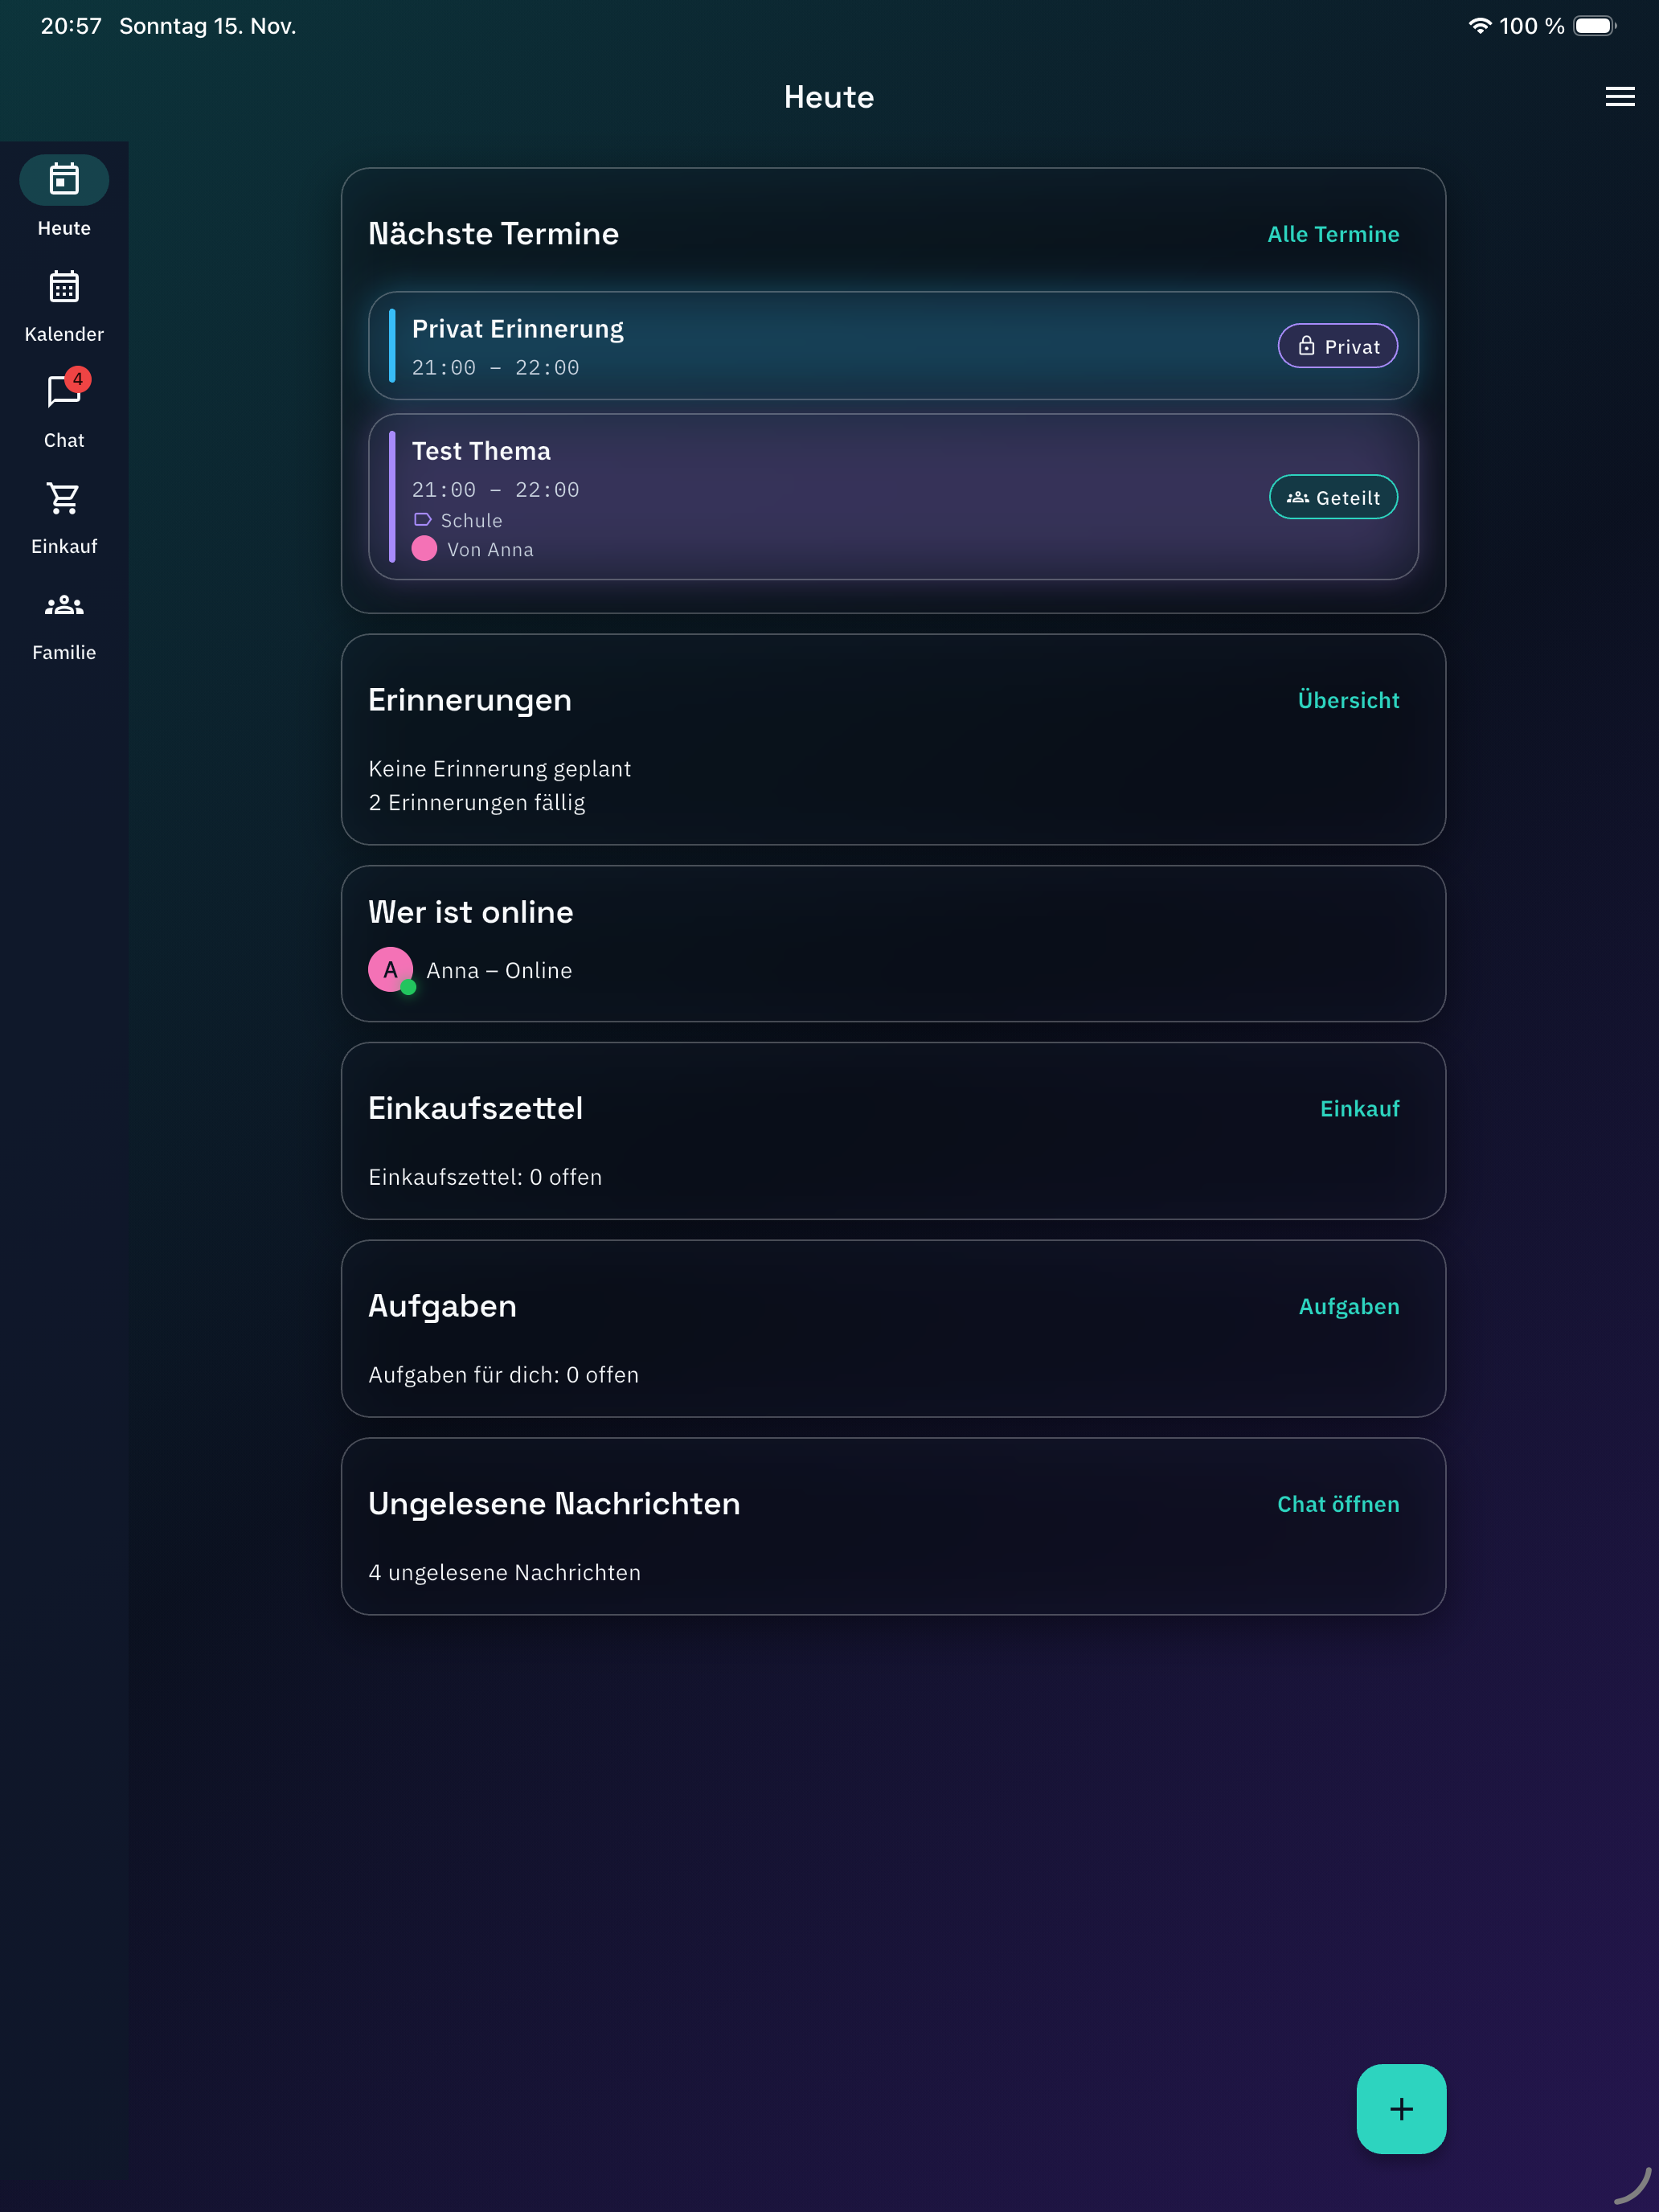 20:57 Sonntag 15. Nov.
100 %
Heute
Heute
Kalender
4
Chat
Einkauf
Familie
Nächste Termine
Alle Termine
Privat Erinnerung
21:00 – 22:00
Privat
Test Thema
21:00 – 22:00
Schule
Von Anna
Geteilt
Erinnerungen
Übersicht
Keine Erinnerung geplant
2 Erinnerungen fällig
Wer ist online
A
Anna – Online
Einkaufszettel
Einkauf
Einkaufszettel: 0 offen
Aufgaben
Aufgaben
Aufgaben für dich: 0 offen
Ungelesene Nachrichten
Chat öffnen
4 ungelesene Nachrichten